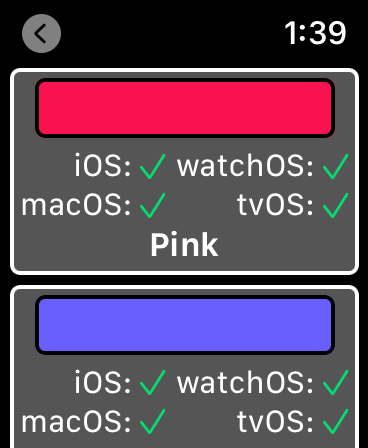 1:39
iOS: ✓ watchOS: ✓
macOS: ✓ tvOS: ✓
Pink
iOS: ✓ watchOS: ✓
macOS: ✓ tvOS: ✓